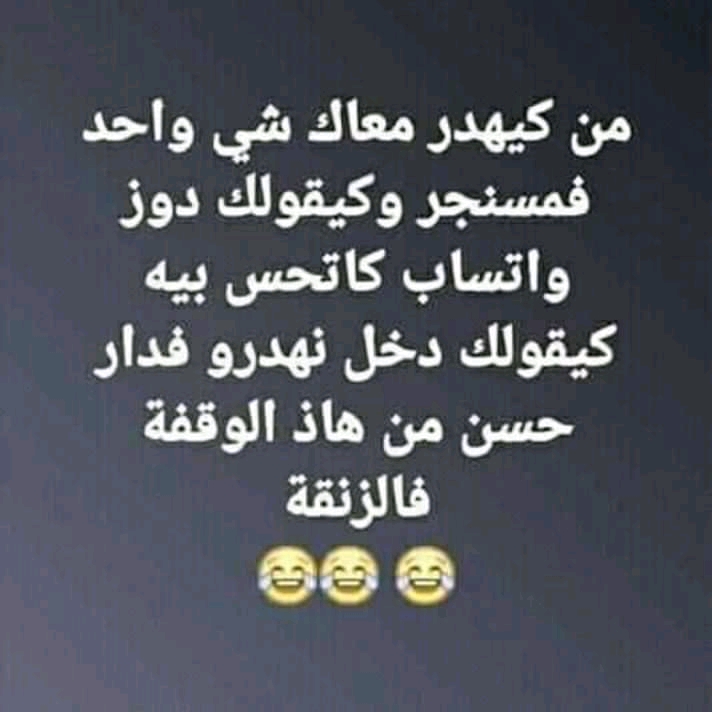 من كيهدر معاك شي واحد
فمسنجر وكيقولك دوز
واتساب كاتحس بيه
كيقولك دخل نهدرو فدار
حسن من هاذ الوقفة
فالزنقة
😂😂 😂